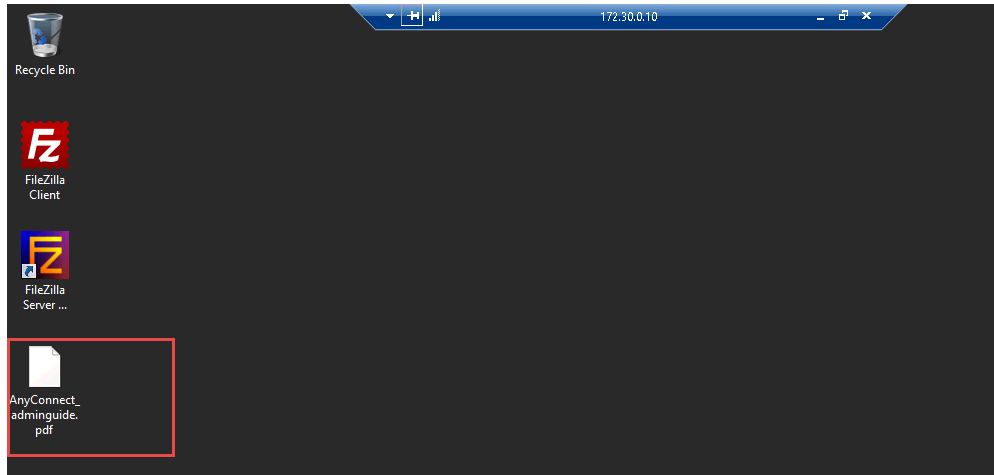 172.30.0.10
Recycle Bin
FileZilla
Client
FileZilla
Server ...
AnyConnect_
adminguide.
pdf